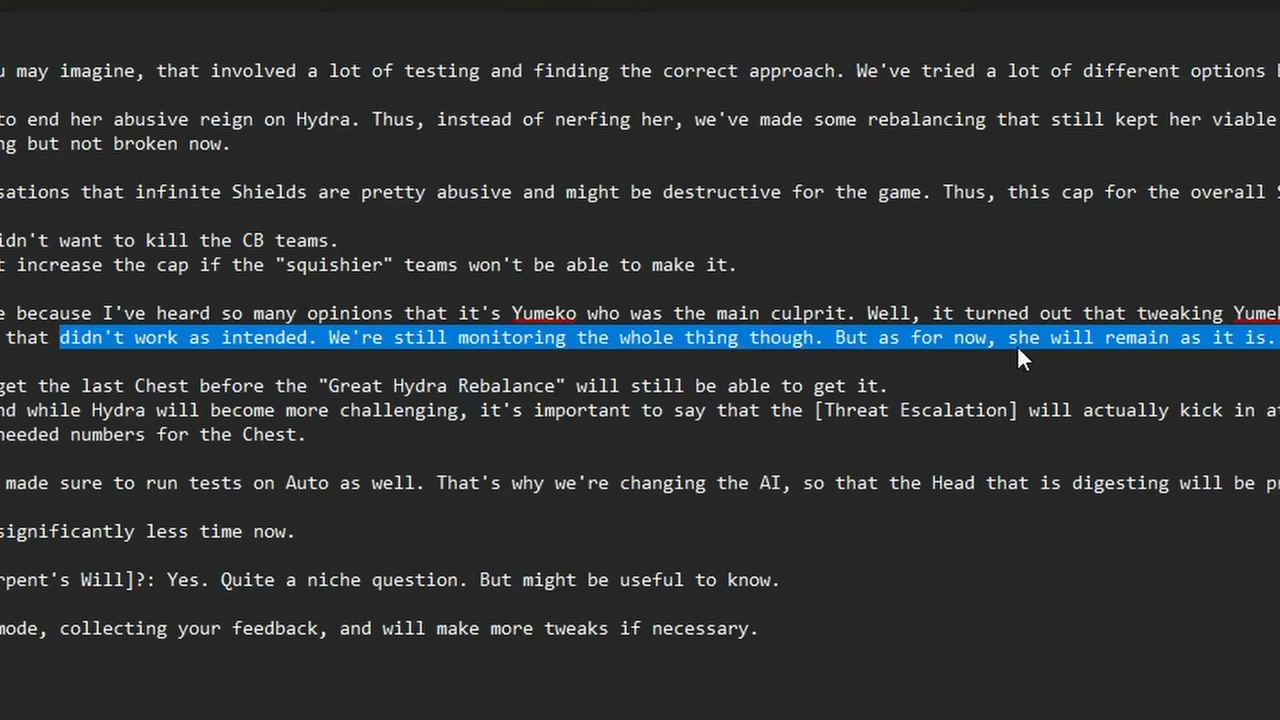 may imagine, that involved a lot of testing and finding the correct approach. We've tried a lot of different options
to end her abusive reign on Hydra. Thus, instead of nerfing her, we've made some rebalancing that still kept her viable
but not broken now.
that infinite Shields are pretty abusive and might be destructive for the game. Thus, this cap for the overall
didn't want to kill the CB teams.
increase the cap if the "squishier" teams won't be able to make it.
because I've heard so many opinions that it's Yumeko who was the main culprit. Well, it turned out that tweaking
that didn't work as intended. We're still monitoring the whole thing though. But as for now, she will remain as it is.
get the last Chest before the "Great Hydra Rebalance" will still be able to get it.
and while Hydra will become more challenging, it's important to say that the [Threat Escalation] will actually kick in
needed numbers for the Chest.
made sure to run tests on Auto as well. That's why we're changing the AI, so that the Head that is digesting will be
significantly less time now.
Will]?: Yes. Quite a niche question. But might be useful to know.
mode, collecting your feedback, and will make more tweaks if necessary.